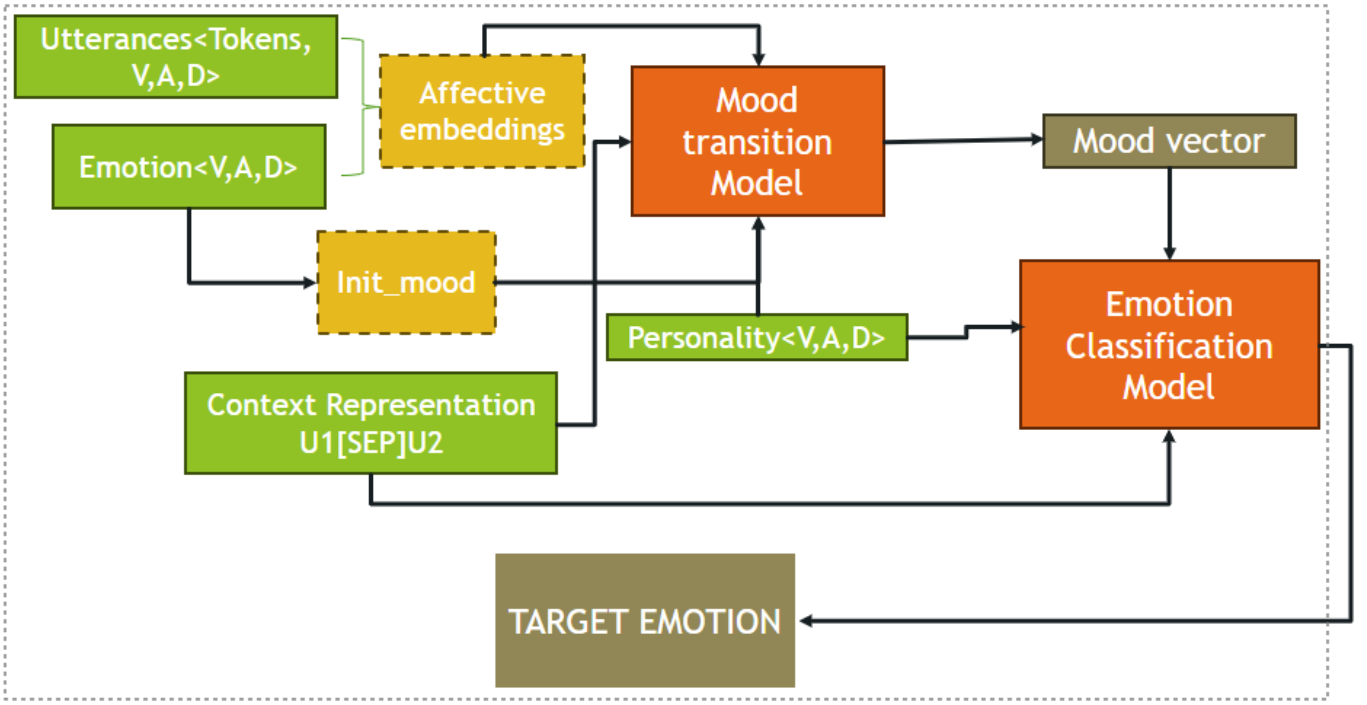 Utterances<Tokens,
V,A,D>
Affective
embeddings
Emotion<V,A,D>
Mood
transition
Model
Mood vector
Init_mood
Personality<V,A,D>
Emotion
Classification
Model
Context Representation
U1[SEP]U2
TARGET EMOTION